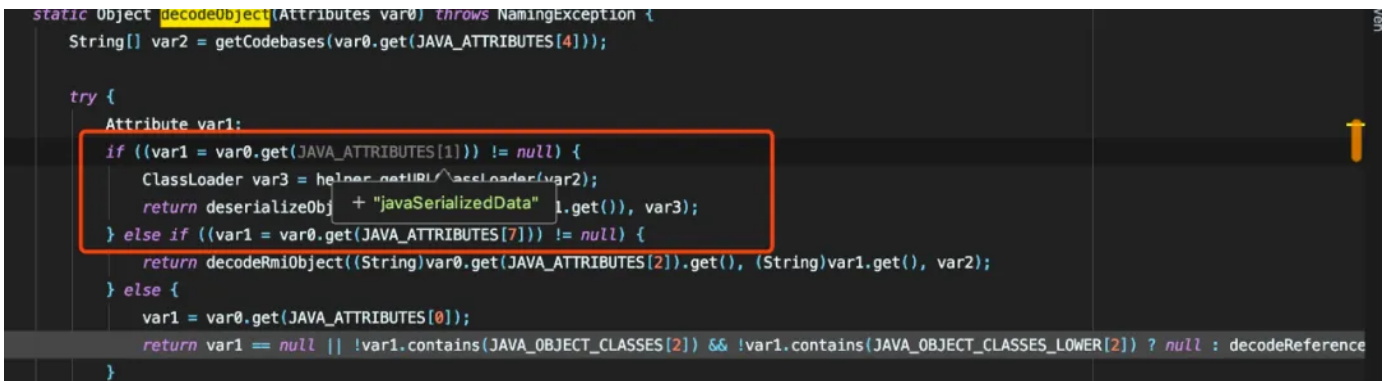 static Object decodeObject(Attributes var0) throws NamingException {
String[] var2 = getCodebases(var0.get(JAVA_ATTRIBUTES[4]));
try {
Attribute var1;
if ((var1 = var0.get(JAVA_ATTRIBUTES[1])) != null) {
ClassLoader var3 = helper.getURLClassLoader(var2);
return deserializeObj
+ "javaSerializedData"
.get()), var3);
} else if ((var1 = var0.get(JAVA_ATTRIBUTES[7])) != null) {
return decodeRmiObject((String)var0.get(JAVA_ATTRIBUTES[2]).get(), (String)var1.get(), var2);
} else {
var1 = var0.get(JAVA_ATTRIBUTES[0]);
return var1 == null || !var1.contains(JAVA_OBJECT_CLASSES[2]) && !var1.contains(JAVA_OBJECT_CLASSES_LOWER[2]) ? null : decodeReference
}